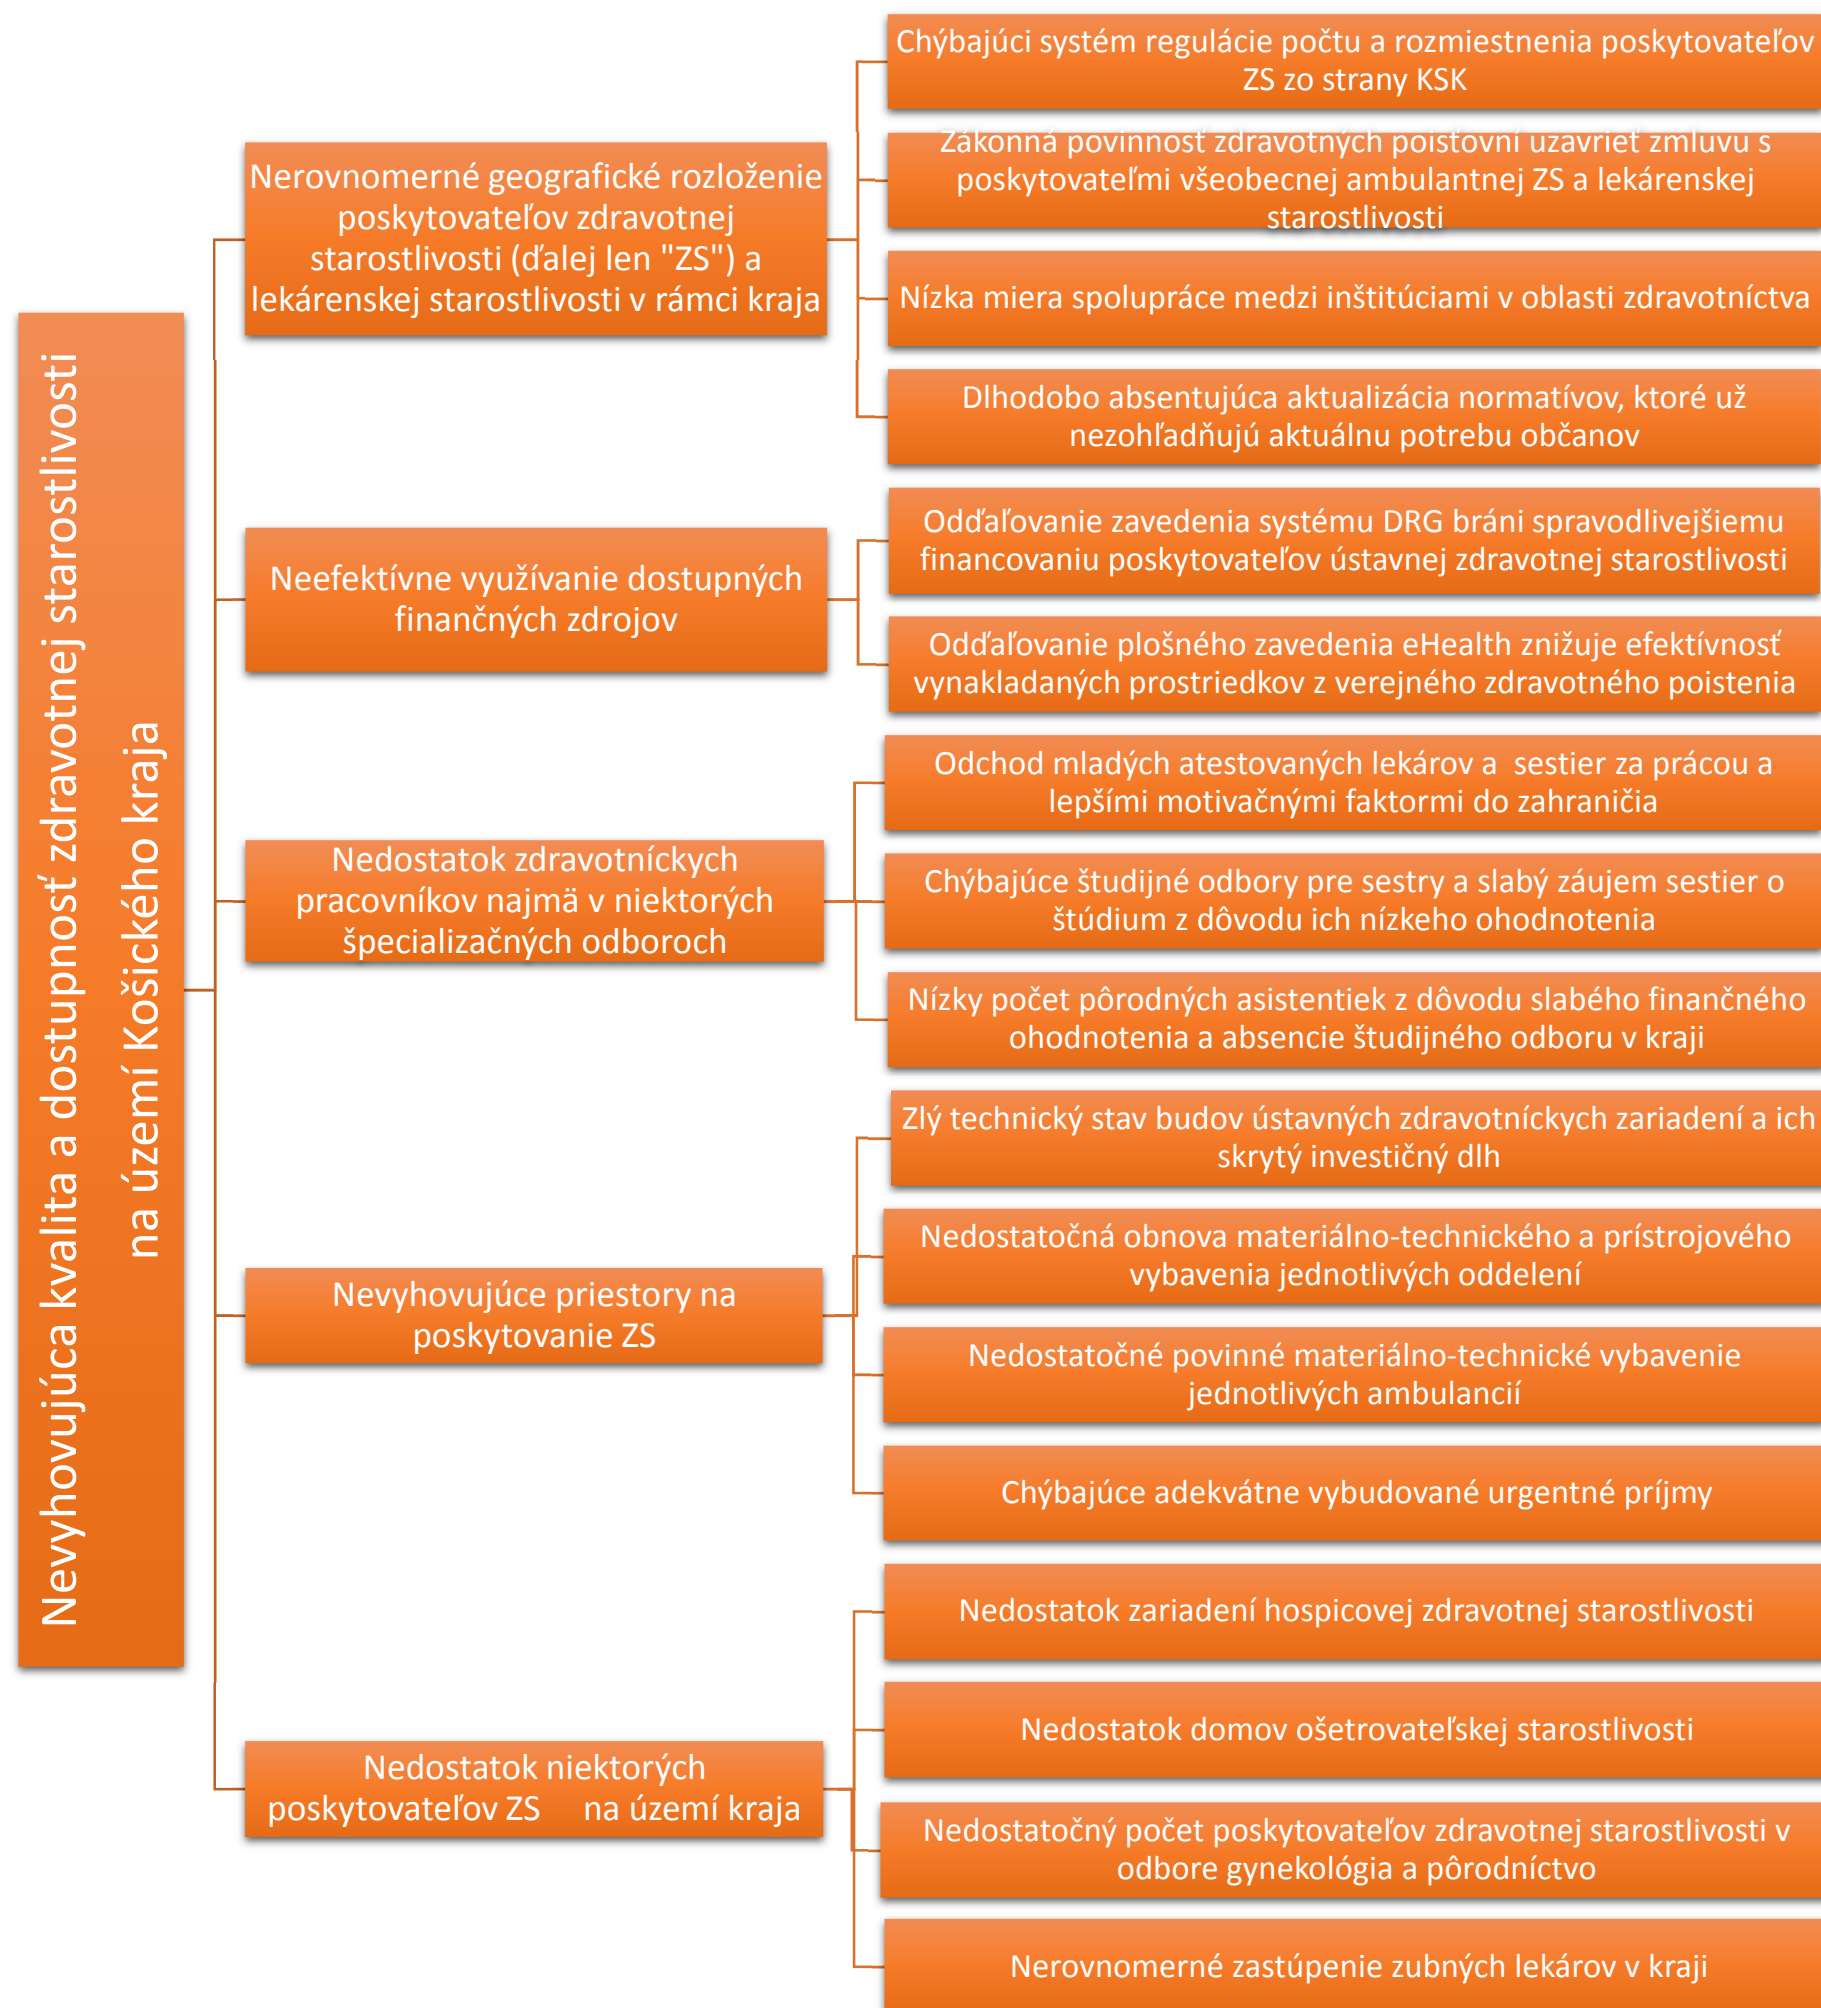 Nevyhovujúca kvalita a dostupnosť zdravotnej starostlivosti
na území Košického kraja
Nerovnomerné geografické rozloženie
poskytovateľov zdravotnej
starostlivosti (ďalej len "ZS") a
lekárenskej starostlivosti v rámci kraja
Chýbajúci systém regulácie počtu a rozmiestnenia poskytovateľov
ZS zo strany KSK
Zákonná povinnosť zdravotných poisťovní uzavrieť zmluvu s
poskytovateľmi všeobecnej ambulantnej ZS a lekárenskej
starostlivosti
Nízka miera spolupráce medzi inštitúciami v oblasti zdravotníctva
Dlhodobo absentujúca aktualizácia normatívov, ktoré už
nezohľadňujú aktuálnu potrebu občanov
Neefektívne využívanie dostupných
finančných zdrojov
Odďaľovanie zavedenia systému DRG bráni spravodlivejšiemu
financovaniu poskytovateľov ústavnej zdravotnej starostlivosti
Odďaľovanie plošného zavedenia eHealth znižuje efektívnosť
vynakladaných prostriedkov z verejného zdravotného poistenia
Nedostatok zdravotníckych
pracovníkov najmä v niektorých
špecializačných odboroch
Odchod mladých atestovaných lekárov a  sestier za prácou a
lepšími motivačnými faktormi do zahraničia
Chýbajúce študijné odbory pre sestry a slabý záujem sestier o
štúdium z dôvodu ich nízkeho ohodnotenia
Nízky počet pôrodných asistentiek z dôvodu slabého finančného
ohodnotenia a absencie študijného odboru v kraji
Nevyhovujúce priestory na
poskytovanie ZS
Zlý technický stav budov ústavných zdravotníckych zariadení a ich
skrytý investičný dlh
Nedostatočná obnova materiálno-technického a prístrojového
vybavenia jednotlivých oddelení
Nedostatočné povinné materiálno-technické vybavenie
jednotlivých ambulancií
Chýbajúce adekvátne vybudované urgentné príjmy
Nedostatok niektorých
poskytovateľov ZS     na území kraja
Nedostatok zariadení hospicovej zdravotnej starostlivosti
Nedostatok domov ošetrovateľskej starostlivosti
Nedostatočný počet poskytovateľov zdravotnej starostlivosti v
odbore gynekológia a pôrodníctvo
Nerovnomerné zastúpenie zubných lekárov v kraji